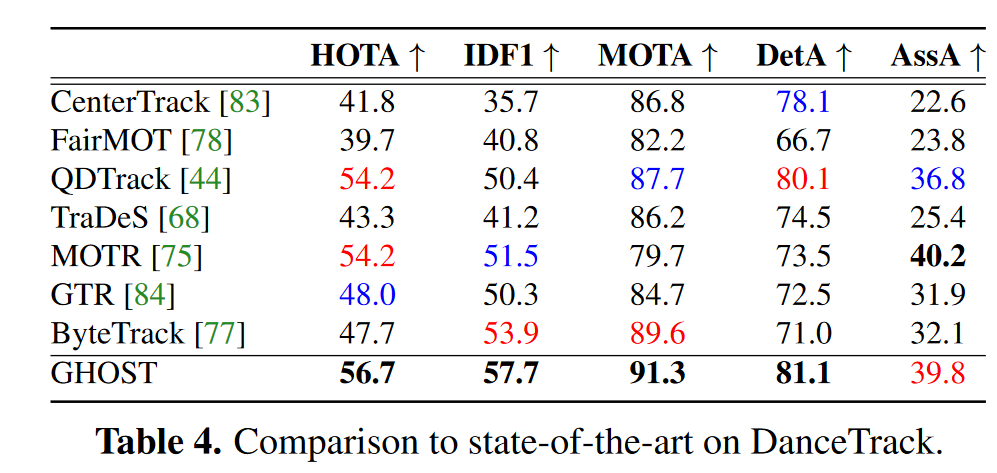 HOTA ↑ IDF1 ↑ MOTA ↑ DetA ↑ AssA ↑
CenterTrack [83] 41.8 35.7 86.8 78.1 22.6
FairMOT [78] 39.7 40.8 82.2 66.7 23.8
QDTrack [44] 54.2 50.4 87.7 80.1 36.8
TraDeS [68] 43.3 41.2 86.2 74.5 25.4
MOTR [75] 54.2 51.5 79.7 73.5 40.2
GTR [84] 48.0 50.3 84.7 72.5 31.9
ByteTrack [77] 47.7 53.9 89.6 71.0 32.1
GHOST 56.7 57.7 91.3 81.1 39.8
Table 4. Comparison to state-of-the-art on DanceTrack.